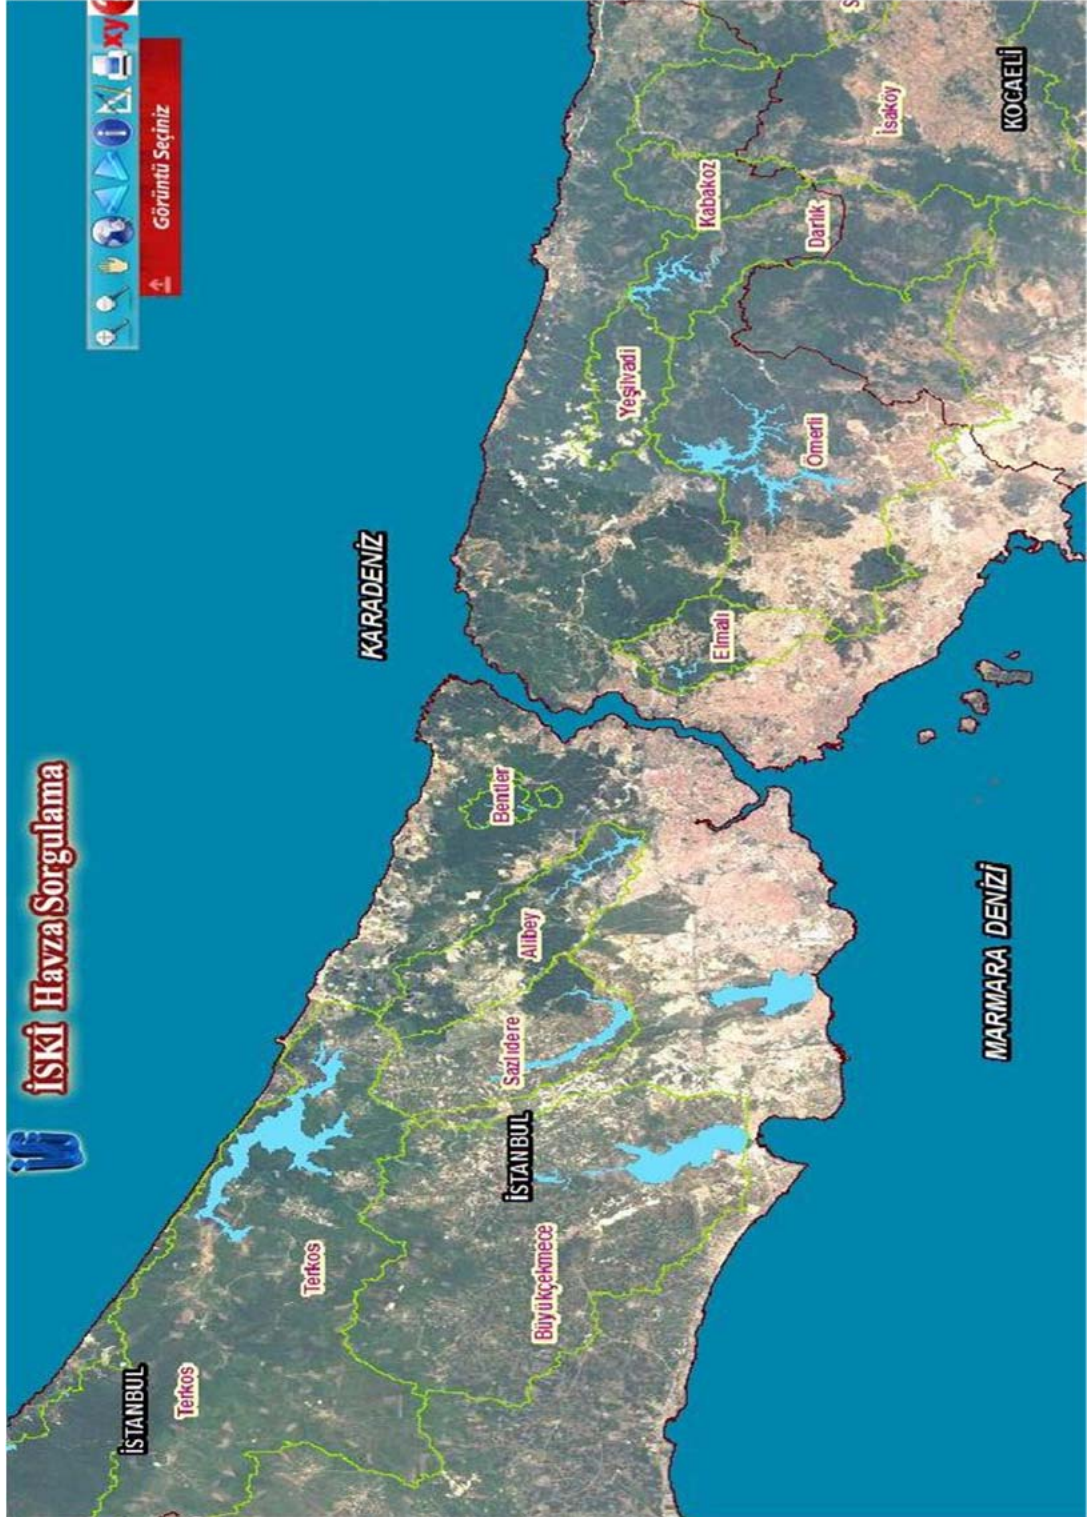 İSKİ Havza Sorgulama
xy
Görüntü Seçiniz
KARADENİZ
İSTANBUL
Terkos
Terkos
Büyükçekmece
İSTANBUL
Sazlıdere
Alibey
Bentler
Elmalı
Ömerli
Yeşilvadi
Kabakoz
Darlık
İsaköy
KOCAELİ
MARMARA DENİZİ